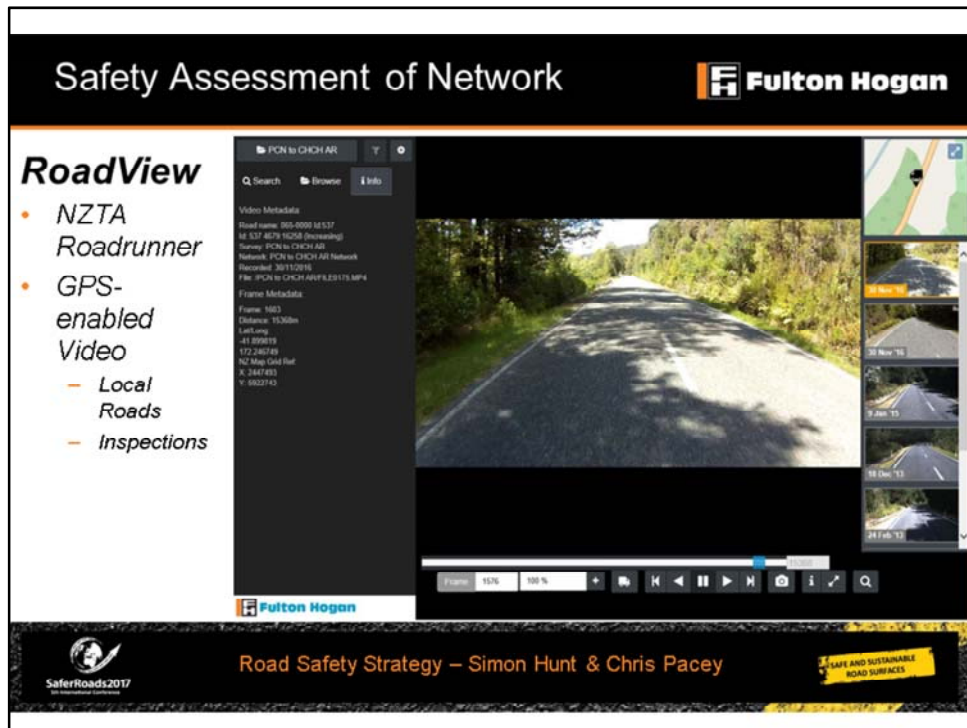 Safety Assessment of Network
Fulton Hogan
RoadView
• NZTA
Roadrunner
• GPS-
enabled
Video
– Local
Roads
– Inspections
PCN to CHCH AR
Search Browse i Info
Video Metadata:
Road name: 065-0000 Id:537
Id: 537 4679 16258 (Increasing)
Survey: PCN to CHCH AR
Network: PCN to CHCH AR Network
Recorded: 30/11/2016
Frame Metadata:
Frame: 1603
Distance: 15368m
Lat/Long
-41.899819
172.246749
NZ Map Grid Ref
X: 2447493
30 Nov '16
30 Nov '16
9 Jan '15
18 Dec '13
24 Feb '13
Frame 1576 100 % +
Fulton Hogan
SaferRoads2017
5th International Conference
Road Safety Strategy – Simon Hunt & Chris Pacey
SAFE AND SUSTAINABLE
ROAD SURFACES